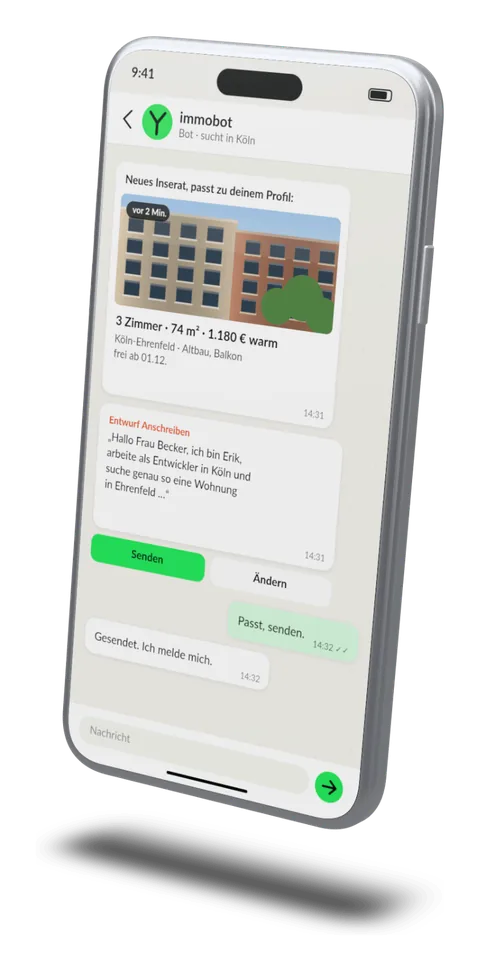 9:41
Y
immobot
Bot · sucht in Köln
Neues Inserat, passt zu deinem Profil:
vor 2 Min.
3 Zimmer · 74 m² · 1.180 € warm
Köln-Ehrenfeld · Altbau, Balkon
frei ab 01.12.
14:31
Entwurf Anschreiben
„Hallo Frau Becker, ich bin Erik,
arbeite als Entwickler in Köln und
suche genau so eine Wohnung
in Ehrenfeld ..."
14:31
Senden
Ändern
Passt, senden.
14:32 ✓✓
Gesendet. Ich melde mich.
14:32
Nachricht